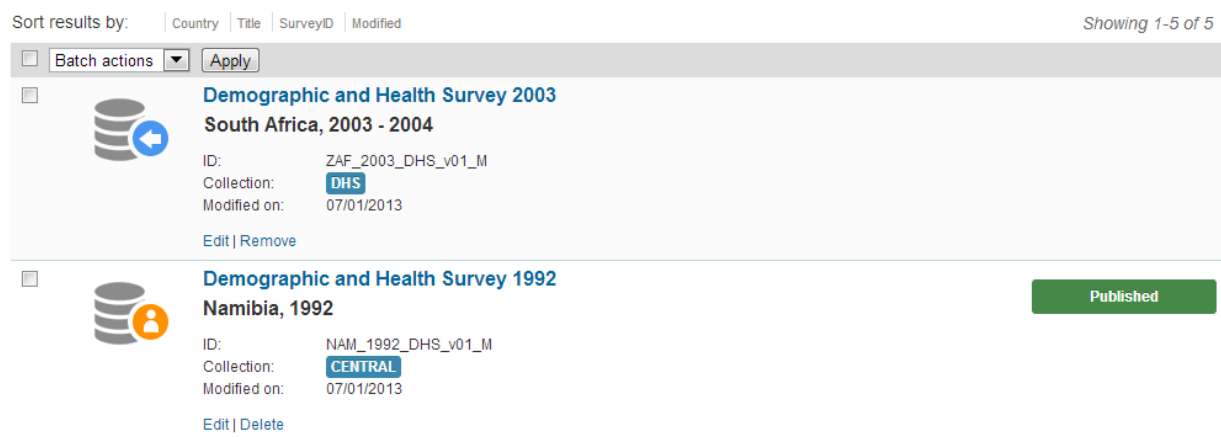 Sort results by: Country Title SurveyID Modified Showing 1-5 of 5
Batch actions Apply
Demographic and Health Survey 2003
South Africa, 2003 - 2004
ID: ZAF_2003_DHS_v01_M
Collection: DHS
Modified on: 07/01/2013
Edit | Remove
Demographic and Health Survey 1992
Published
Namibia, 1992
ID: NAM_1992_DHS_v01_M
Collection: CENTRAL
Modified on: 07/01/2013
Edit | Delete